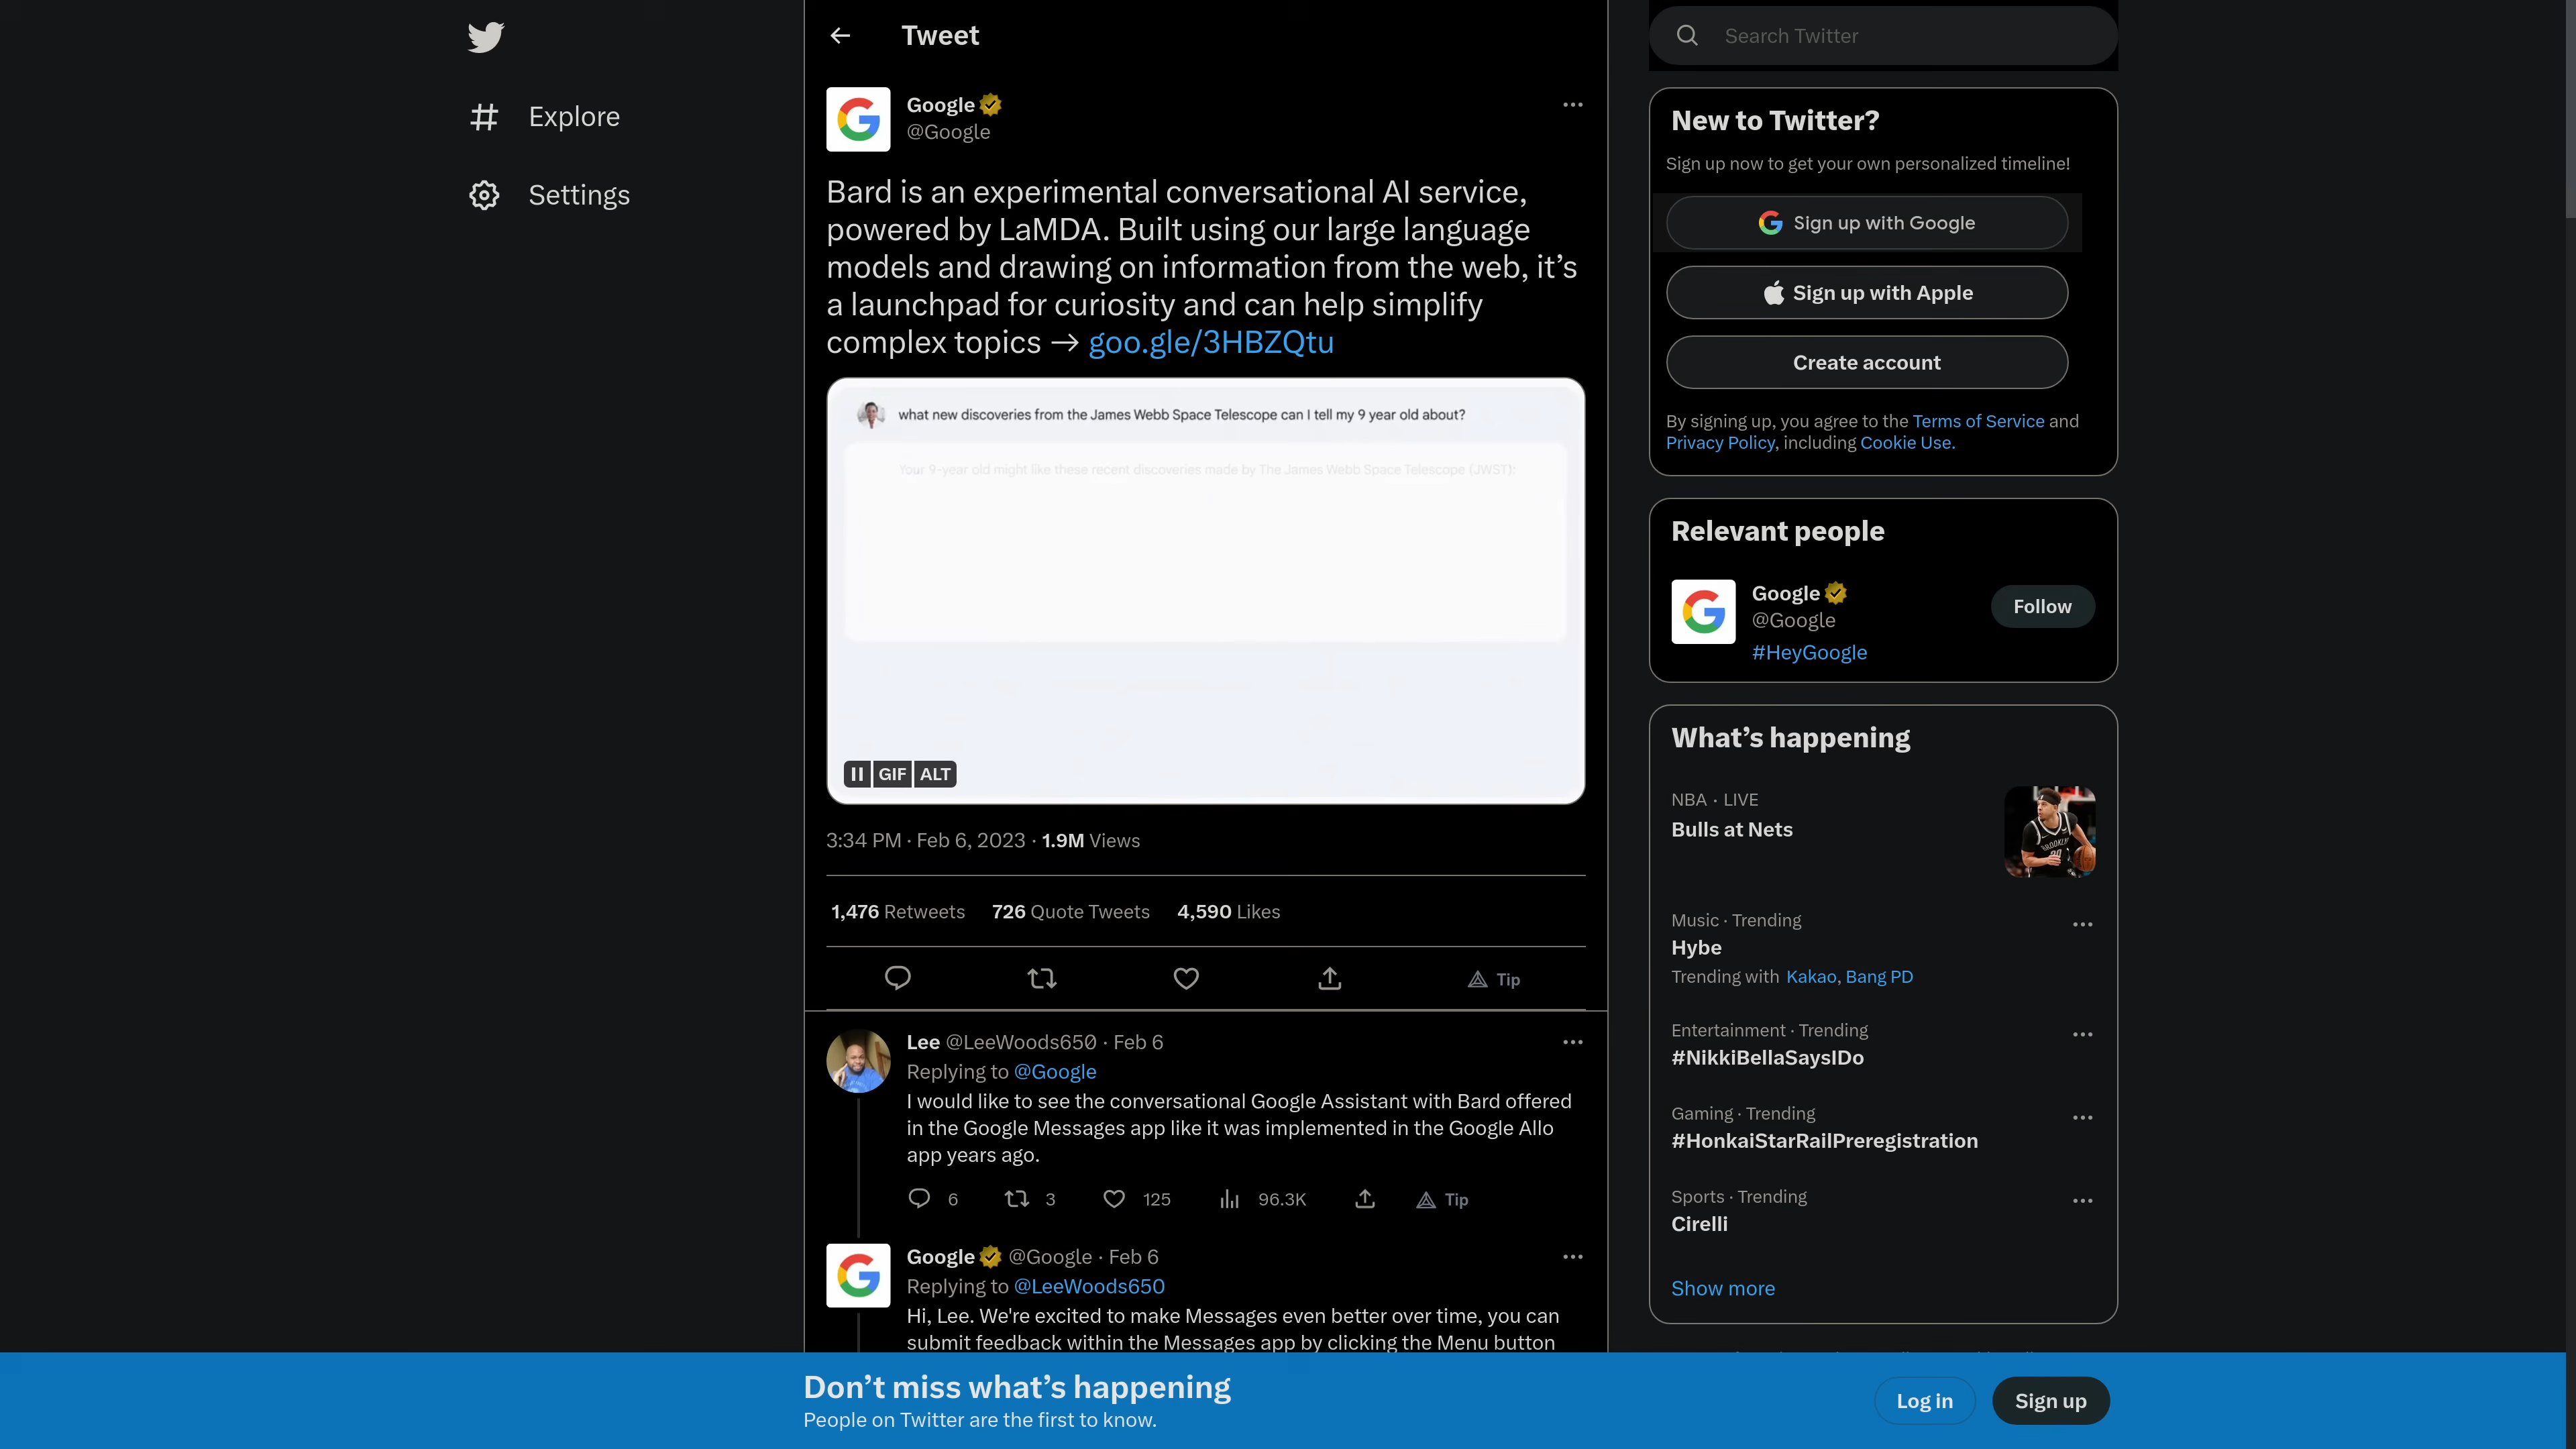 Tweet
Search Twitter
Explore
Settings
Google
@Google
Bard is an experimental conversational AI service,
powered by LaMDA. Built using our large language
models and drawing on information from the web, it’s
a launchpad for curiosity and can help simplify
complex topics → goo.gle/3HBZQtu
what new discoveries from the James Webb Space Telescope can I tell my 9 year old about?
Your 9-year old might like these recent discoveries made by The James Webb Space Telescope (JWST):
GIF ALT
3:34 PM · Feb 6, 2023 · 1.9M Views
1,476 Retweets 726 Quote Tweets 4,590 Likes
Tip
Lee @LeeWoods650 · Feb 6
Replying to @Google
I would like to see the conversational Google Assistant with Bard offered
in the Google Messages app like it was implemented in the Google Allo
app years ago.
6 3 125 96.3K Tip
Google @Google · Feb 6
Replying to @LeeWoods650
Hi, Lee. We're excited to make Messages even better over time, you can
submit feedback within the Messages app by clicking the Menu button
New to Twitter?
Sign up now to get your own personalized timeline!
Sign up with Google
Sign up with Apple
Create account
By signing up, you agree to the Terms of Service and
Privacy Policy, including Cookie Use.
Relevant people
Google
@Google
Follow
#HeyGoogle
What’s happening
NBA · LIVE
Bulls at Nets
BROOKLYN
Music · Trending
Hybe
Trending with Kakao, Bang PD
Entertainment · Trending
#NikkiBellaSaysIDo
Gaming · Trending
#HonkaiStarRailPreregistration
Sports · Trending
Cirelli
Show more
Don’t miss what’s happening
People on Twitter are the first to know.
Log in
Sign up